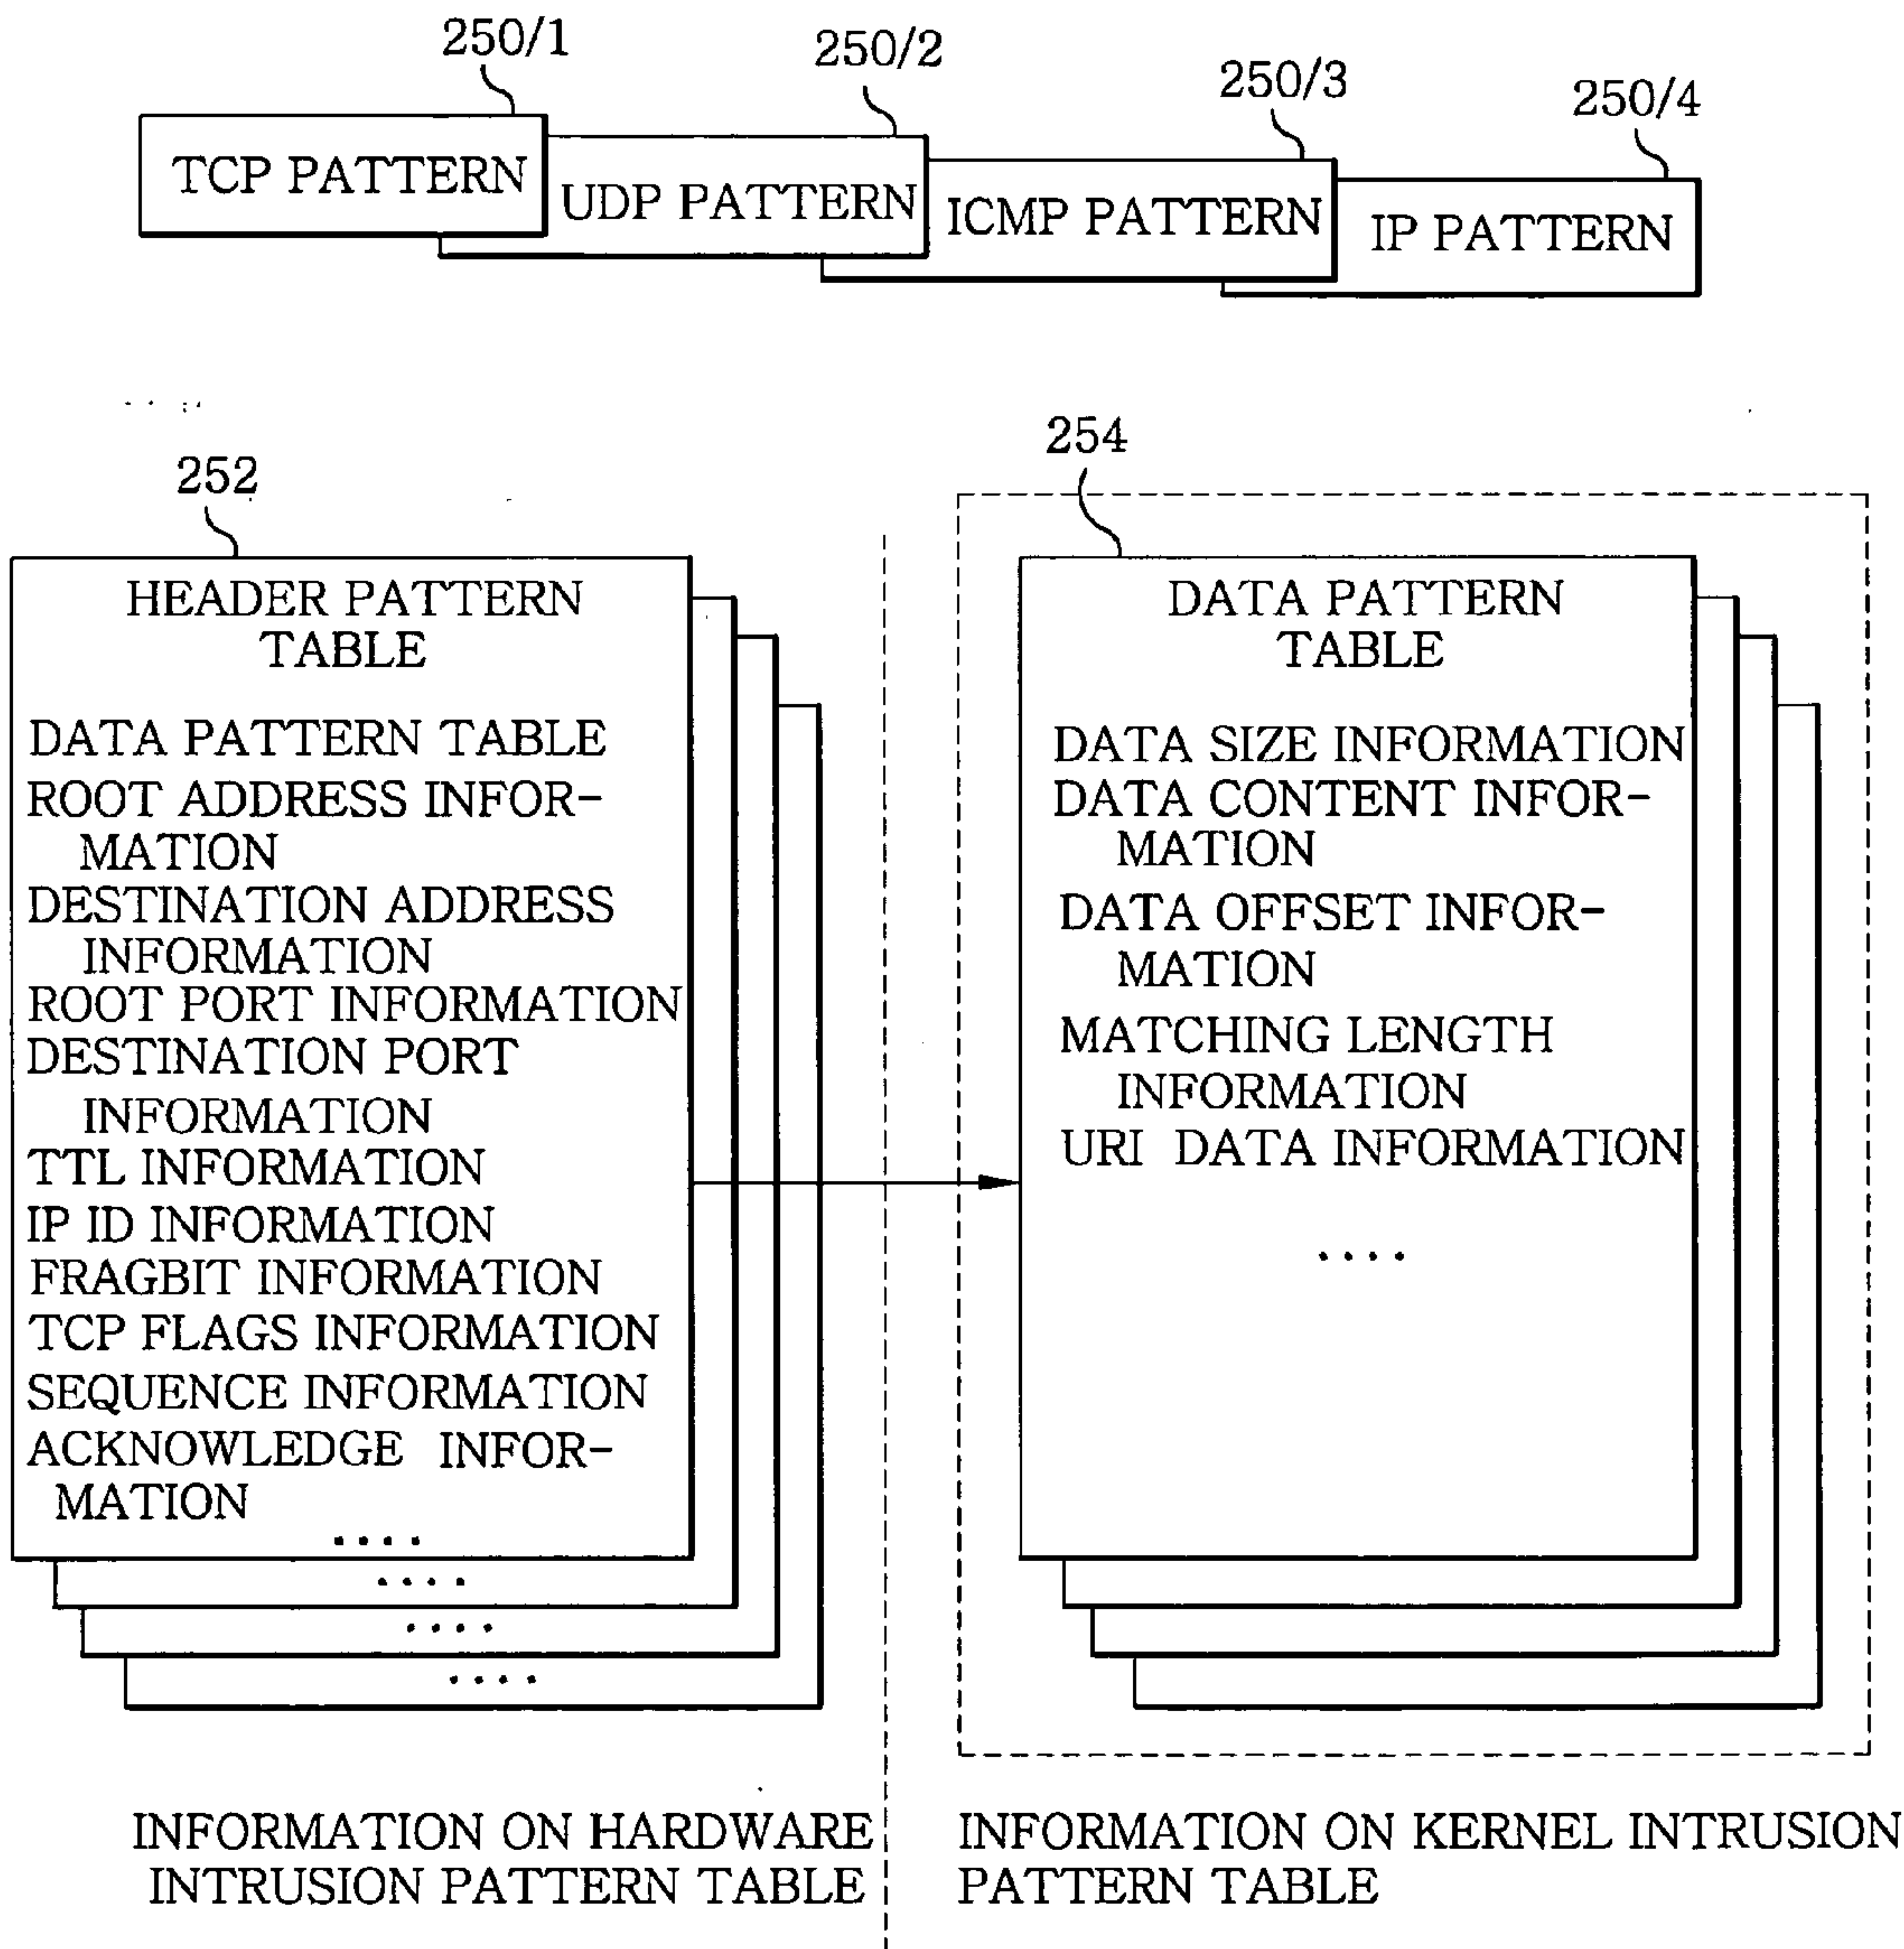 250/1
250/2
250/3
250/4
TCP PATTERN
UDP PATTERN
ICMP PATTERN
IP PATTERN
252
HEADER PATTERN
TABLE
DATA PATTERN TABLE
ROOT ADDRESS INFOR-
MATION
DESTINATION ADDRESS
INFORMATION
ROOT PORT INFORMATION
DESTINATION PORT
INFORMATION
TTL INFORMATION
IP ID INFORMATION
FRAGBIT INFORMATION
TCP FLAGS INFORMATION
SEQUENCE INFORMATION
ACKNOWLEDGE INFOR-
MATION
....
....
....
....
254
DATA PATTERN
TABLE
DATA SIZE INFORMATION
DATA CONTENT INFOR-
MATION
DATA OFFSET INFOR-
MATION
MATCHING LENGTH
INFORMATION
URI DATA INFORMATION
....
INFORMATION ON HARDWARE
INTRUSION PATTERN TABLE
INFORMATION ON KERNEL INTRUSION
PATTERN TABLE